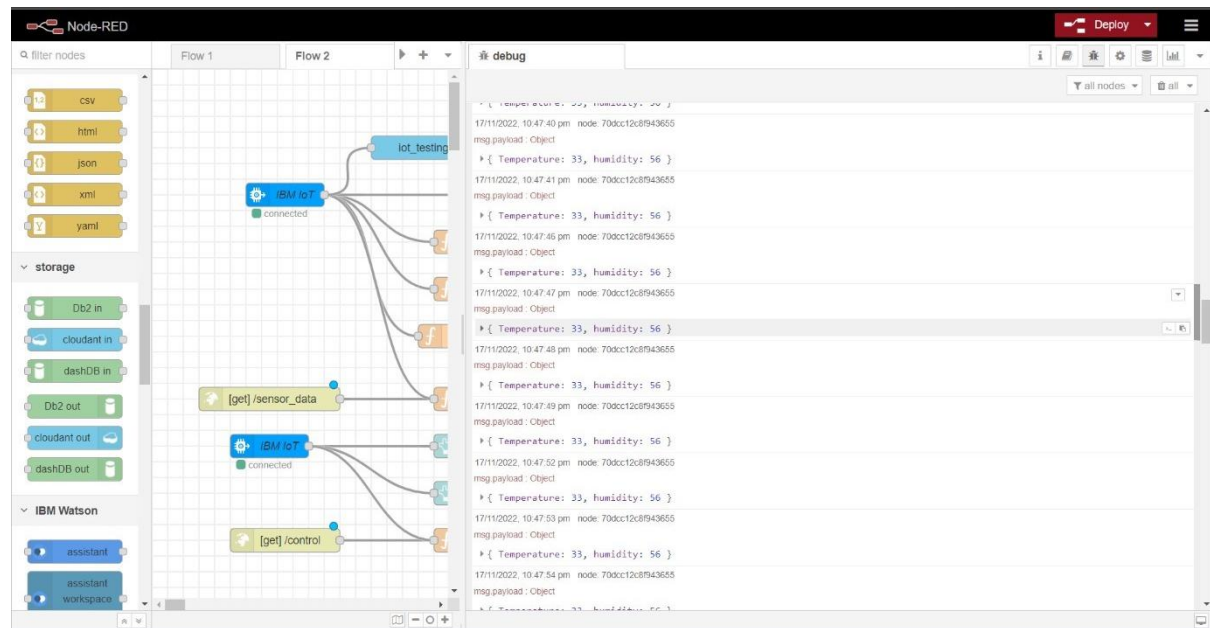 Node-RED
Deploy
filter nodes
Flow 1
Flow 2
debug
i
all nodes
all
csv
html
json
xml
yaml
storage
Db2 in
cloudant in
dashDB in
Db2 out
cloudant out
dashDB out
IBM Watson
assistant
assistant
workspace
iot_testing
IBM IoT
connected
[get] /sensor_data
IBM IoT
connected
[get] /control
{ Temperature: 33, humidity: 56 }
17/11/2022, 10:47:40 pm node: 70dcc12c8f943655
msg.payload : Object
{ Temperature: 33, humidity: 56 }
17/11/2022, 10:47:41 pm node: 70dcc12c8f943655
msg.payload : Object
{ Temperature: 33, humidity: 56 }
17/11/2022, 10:47:46 pm node: 70dcc12c8f943655
msg.payload : Object
{ Temperature: 33, humidity: 56 }
17/11/2022, 10:47:47 pm node: 70dcc12c8f943655
msg.payload : Object
{ Temperature: 33, humidity: 56 }
17/11/2022, 10:47:48 pm node: 70dcc12c8f943655
msg.payload : Object
{ Temperature: 33, humidity: 56 }
17/11/2022, 10:47:49 pm node: 70dcc12c8f943655
msg.payload : Object
{ Temperature: 33, humidity: 56 }
17/11/2022, 10:47:52 pm node: 70dcc12c8f943655
msg.payload : Object
{ Temperature: 33, humidity: 56 }
17/11/2022, 10:47:53 pm node: 70dcc12c8f943655
msg.payload : Object
{ Temperature: 33, humidity: 56 }
17/11/2022, 10:47:54 pm node: 70dcc12c8f943655
msg.payload : Object